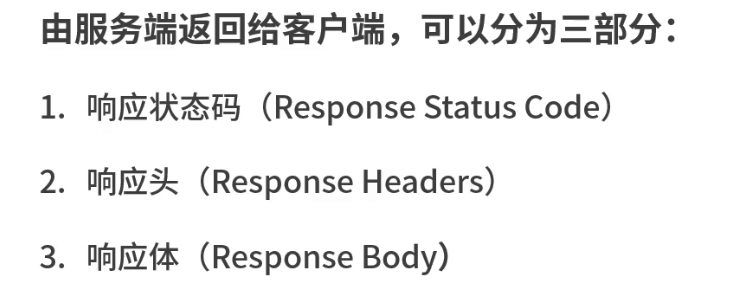 由服务端返回给客户端，可以分为三部分：
1. 响应状态码（Response Status Code）
2. 响应头（Response Headers）
3. 响应体（Response Body）